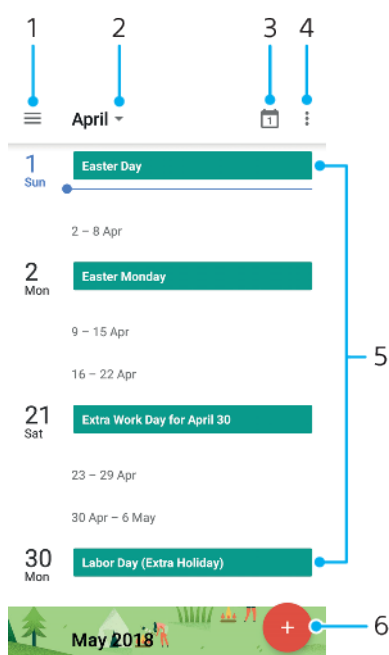 1 2 3 4
April
1
1
Sun
Easter Day
2 – 8 Apr
2
Mon
Easter Monday
9 – 15 Apr
5
16 – 22 Apr
21
Sat
Extra Work Day for April 30
23 – 29 Apr
30 Apr – 6 May
30
Mon
Labor Day (Extra Holiday)
May 2018
+
6